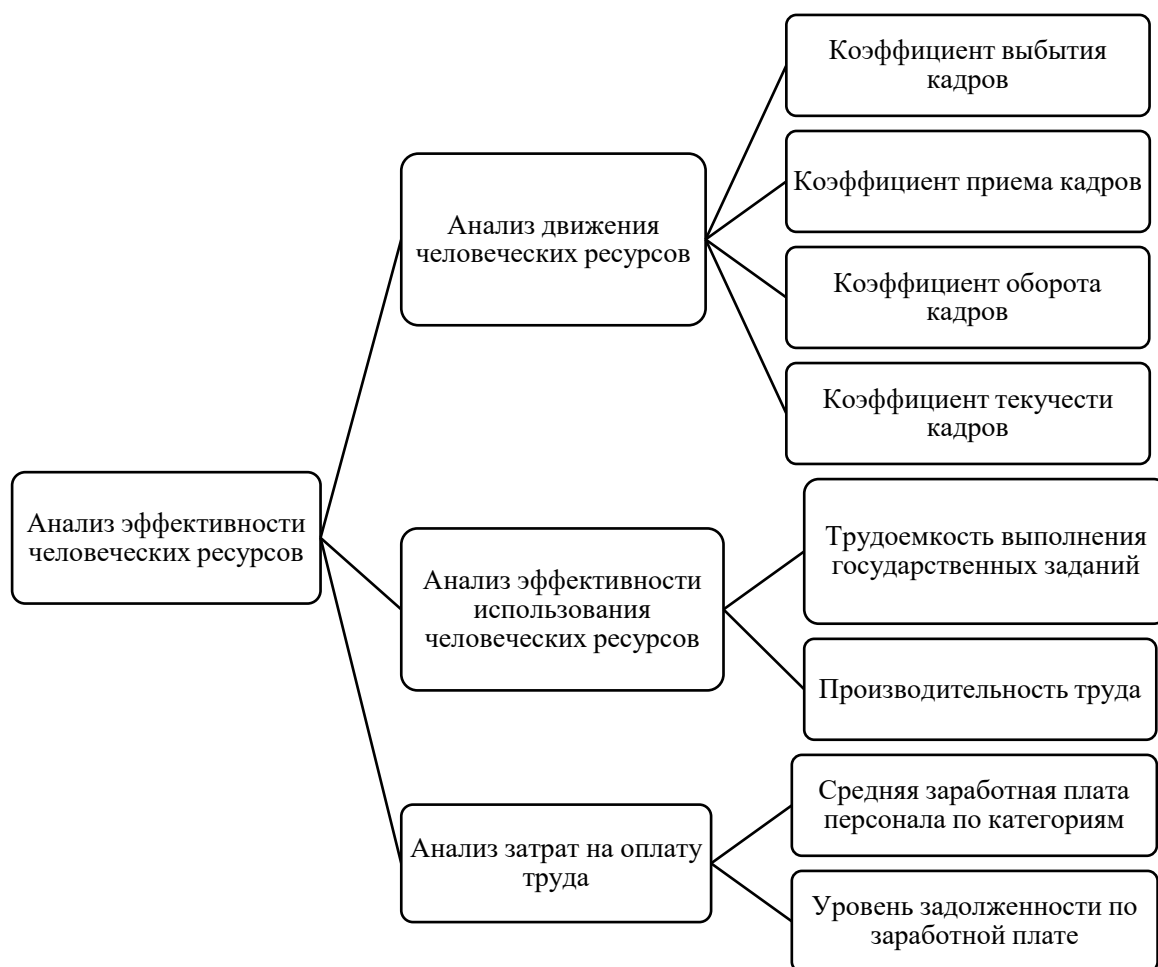 Анализ эффективности
человеческих ресурсов
Анализ движения
человеческих ресурсов
Коэффициент выбытия
кадров
Коэффициент приема кадров
Коэффициент оборота
кадров
Коэффициент текучести
кадров
Анализ эффективности
использования
человеческих ресурсов
Трудоемкость выполнения
государственных заданий
Производительность труда
Анализ затрат на оплату
труда
Средняя заработная плата
персонала по категориям
Уровень задолженности по
заработной плате